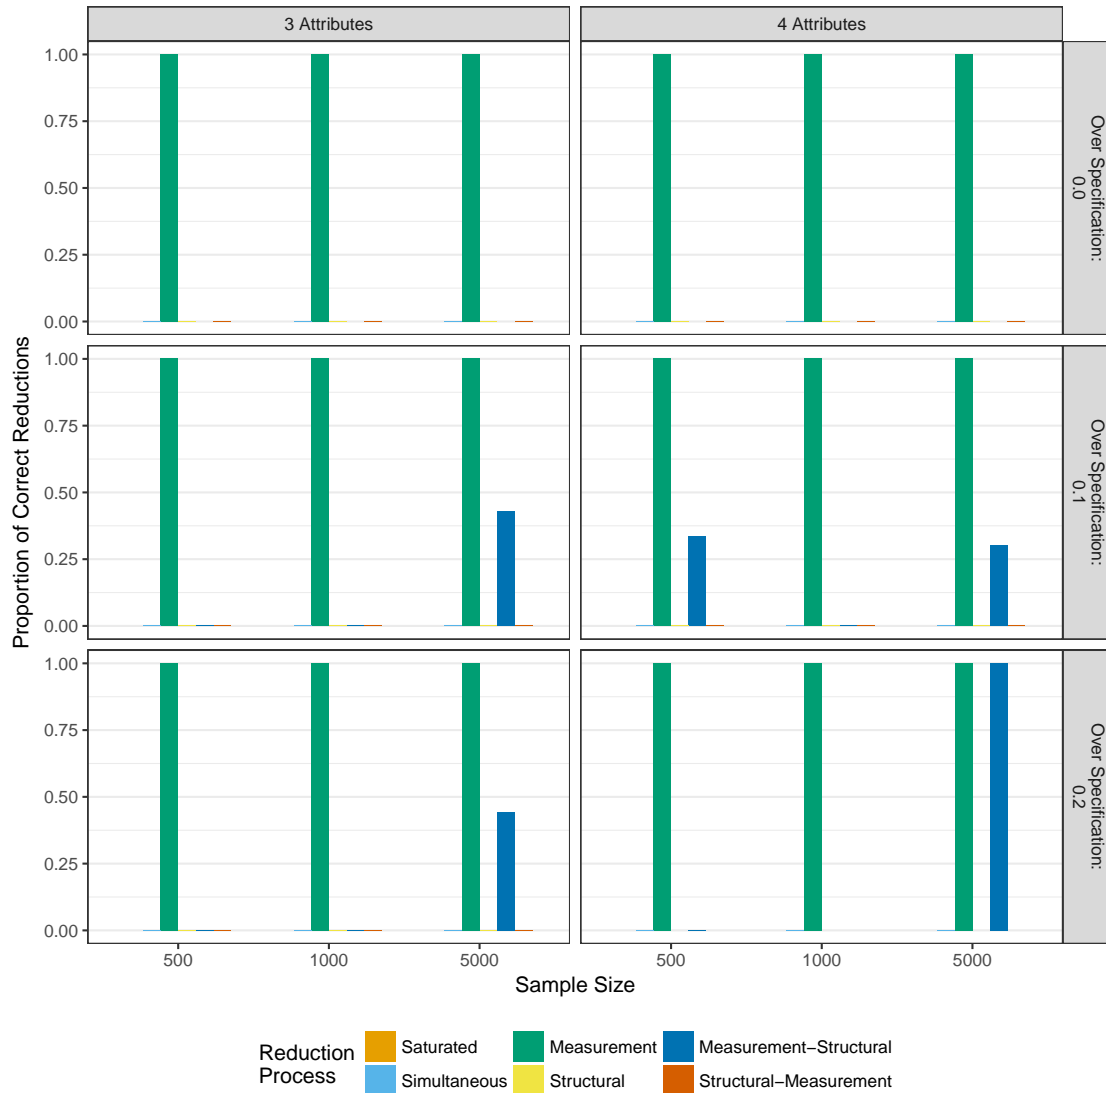 3 Attributes
4 Attributes
1.00
0.75
0.50
0.25
0.00
Over Specification:
0.0
1.00
0.75
0.50
0.25
0.00
Over Specification:
0.1
1.00
0.75
0.50
0.25
0.00
Over Specification:
0.2
Proportion of Correct Reductions
500
1000
5000
500
1000
5000
Sample Size
Reduction
Process
Saturated
Measurement
Measurement−Structural
Simultaneous
Structural
Structural−Measurement